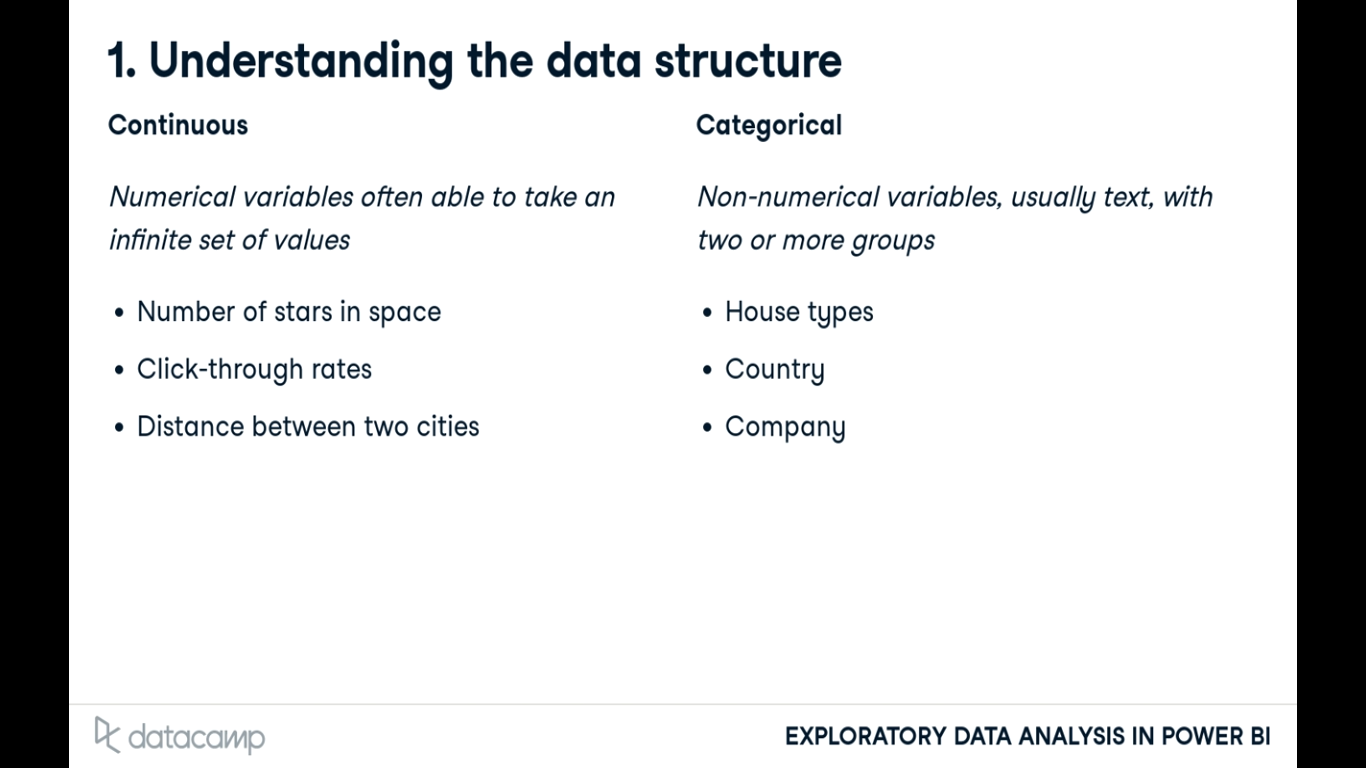 1. Understanding the data structure
Continuous
Numerical variables often able to take an
infinite set of values
• Number of stars in space
• Click-through rates
• Distance between two cities
Categorical
Non-numerical variables, usually text, with
two or more groups
• House types
• Country
• Company
datacamp
EXPLORATORY DATA ANALYSIS IN POWER BI